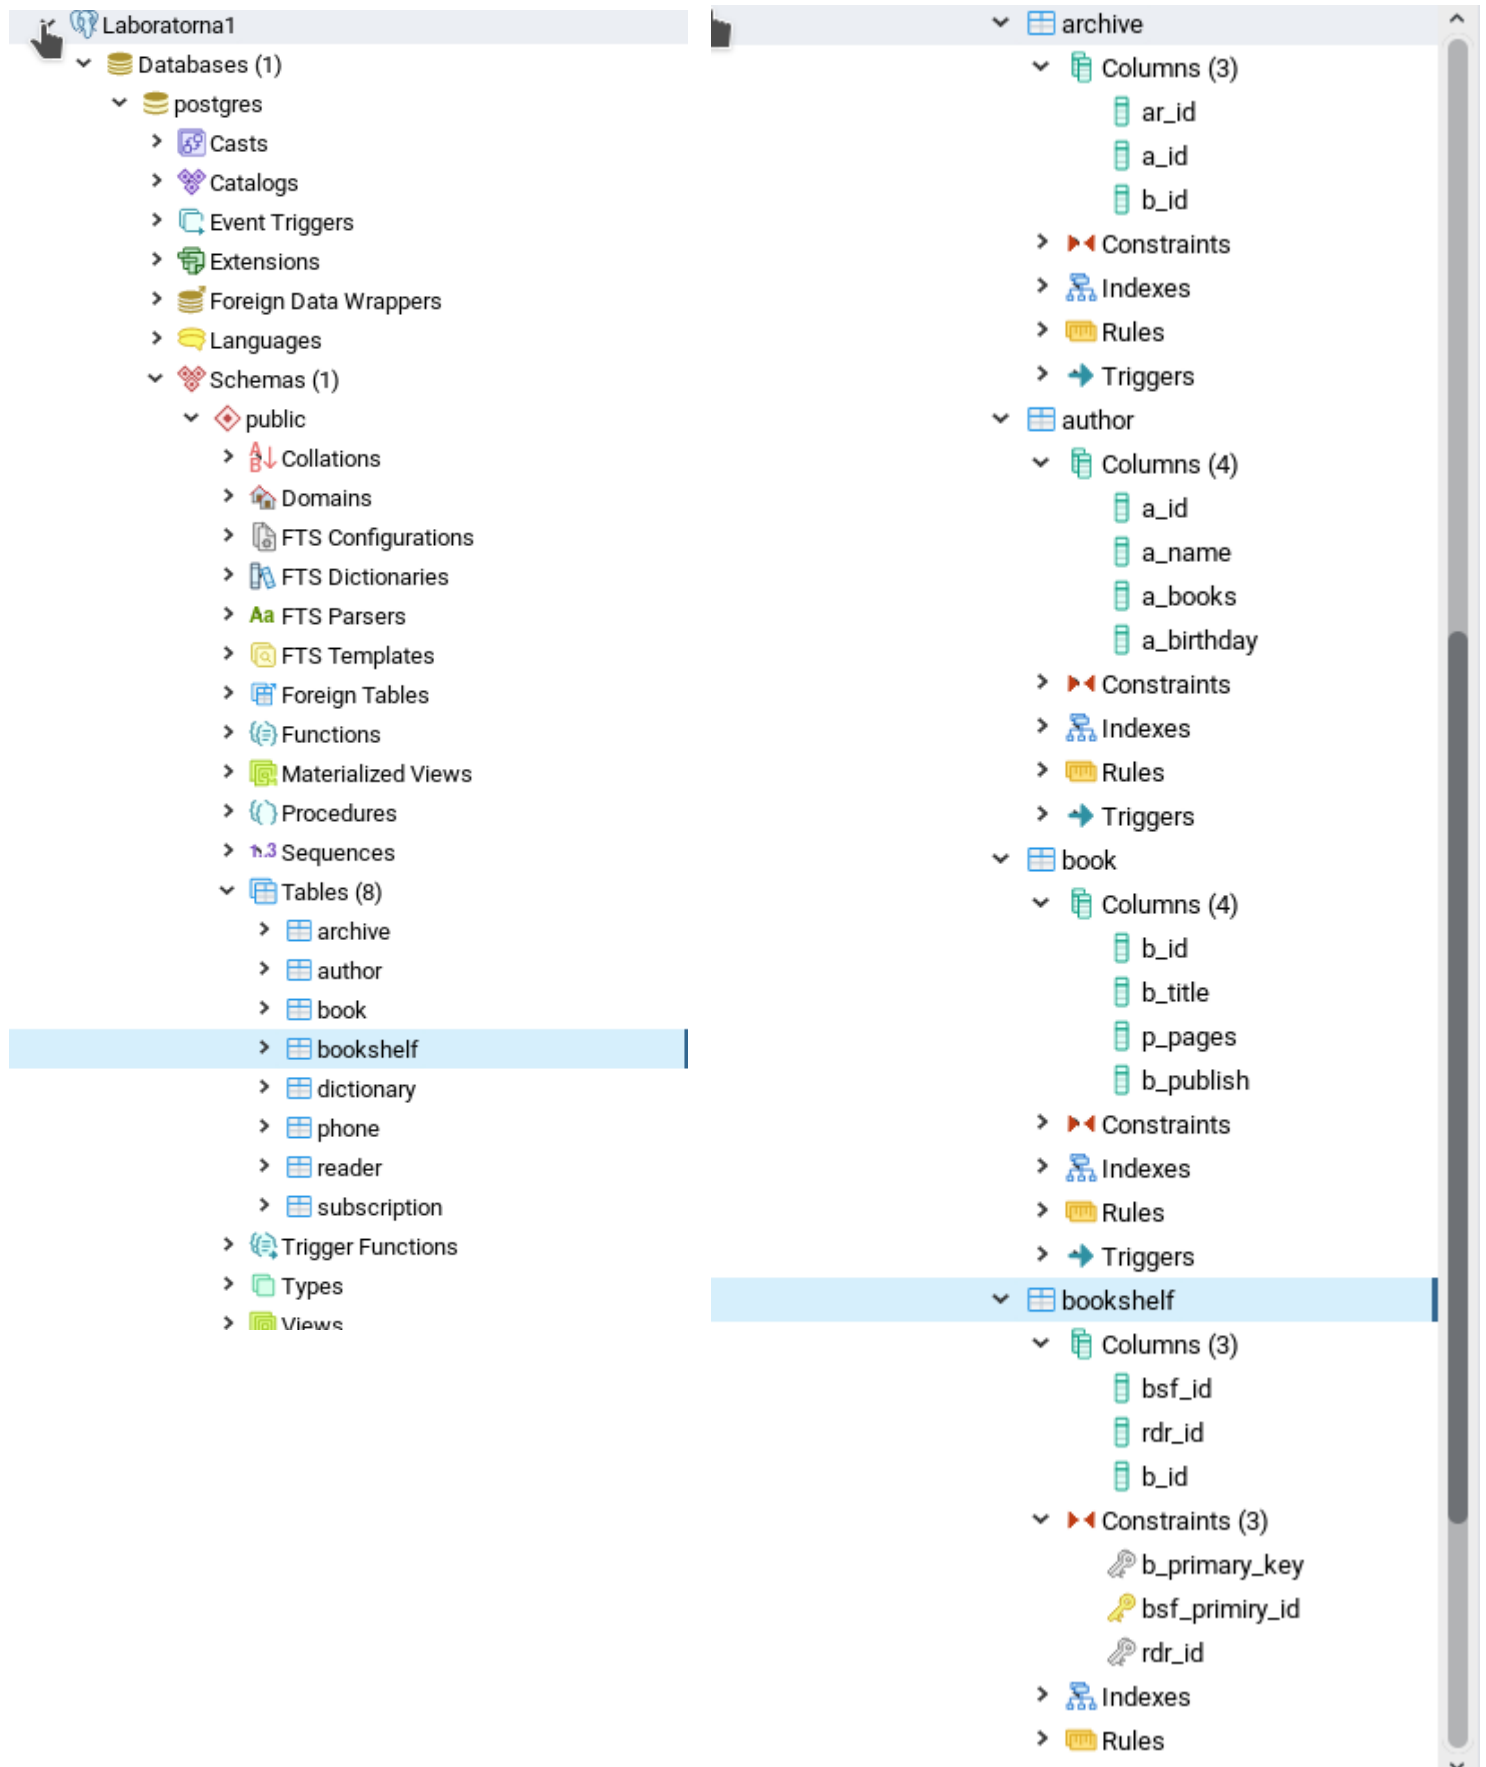 Laboratorna1
Databases (1)
postgres
Casts
Catalogs
Event Triggers
Extensions
Foreign Data Wrappers
Languages
Schemas (1)
public
Collations
Domains
FTS Configurations
FTS Dictionaries
Aa FTS Parsers
FTS Templates
Foreign Tables
Functions
Materialized Views
Procedures
1..3 Sequences
Tables (8)
archive
author
book
bookshelf
dictionary
phone
reader
subscription
Trigger Functions
Types
Views
archive
Columns (3)
ar_id
a_id
b_id
Constraints
Indexes
Rules
Triggers
author
Columns (4)
a_id
a_name
a_books
a_birthday
Constraints
Indexes
Rules
Triggers
book
Columns (4)
b_id
b_title
p_pages
b_publish
Constraints
Indexes
Rules
Triggers
bookshelf
Columns (3)
bsf_id
rdr_id
b_id
Constraints (3)
b_primary_key
bsf_primiry_id
rdr_id
Indexes
Rules